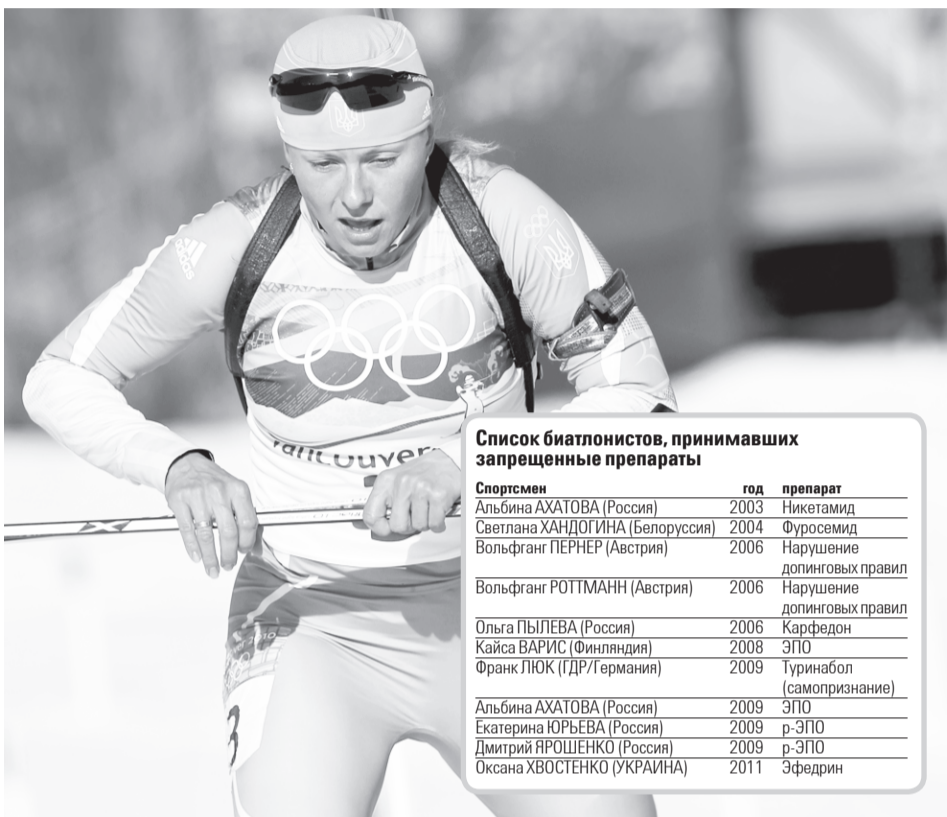 adidas
vancouver
3
Список биатлонистов, принимавших
запрещенные препараты
Спортсмен год препарат
Альбина АХАТОВА (Россия) 2003 Никетамид
Светлана ХАНДОГИНА (Белоруссия) 2004 Фуросемид
Вольфганг ПЕРНЕР (Австрия) 2006 Нарушение
допинговых правил
Вольфганг РОТТМАНН (Австрия) 2006 Нарушение
допинговых правил
Ольга ПЫЛЕВА (Россия) 2006 Карфедон
Кайса ВАРИС (Финляндия) 2008 ЭПО
Франк ЛЮК (ГДР/Германия) 2009 Туринабол
(самопризнание)
Альбина АХАТОВА (Россия) 2009 ЭПО
Екатерина ЮРЬЕВА (Россия) 2009 р-ЭПО
Дмитрий ЯРОШЕНКО (Россия) 2009 р-ЭПО
Оксана ХВОСТЕНКО (УКРАИНА) 2011 Эфедрин